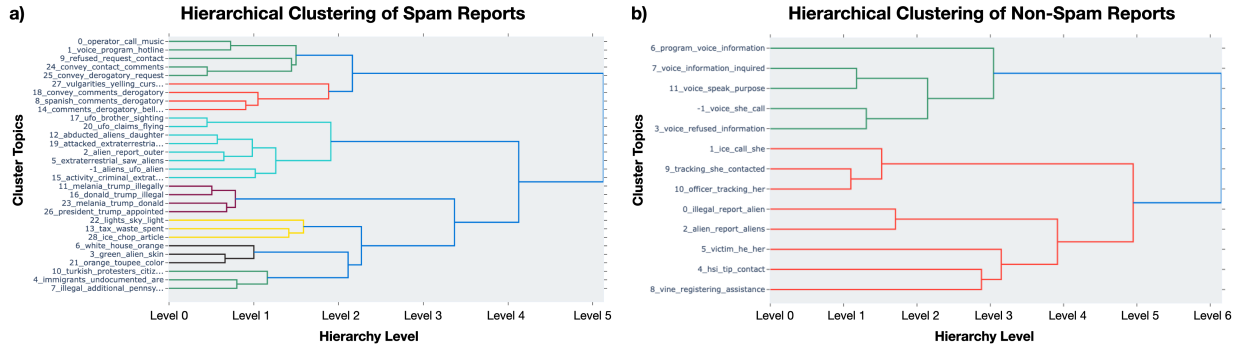 a)
Hierarchical Clustering of Spam Reports
Cluster Topics
0_operator_call_music
1_voice_program_hotline
9_refused_request_contact
24_convey_contact_comments
25_convey_derogatory_request
27_vulgarities_yelling_curs...
18_convey_comments_derogatory
8_spanish_comments_derogatory
14_comments_derogatory_bell...
17_ufo_brother_sighting
20_ufo_claims_flying
12_abducted_aliens_daughter
19_attacked_extraterrestria...
2_alien_report_outer
5_extraterrestrial_saw_aliens
-1_aliens_ufo_alien
15_activity_criminal_extrat...
11_melania_trump_illegally
16_donald_trump_illegal
23_melania_trump_donald
26_president_trump_appointed
22_lights_sky_light
13_tax_waste_spent
28_ice_chop_article
6_white_house_orange
3_green_alien_skin
21_orange_toupee_color
10_turkish_protesters_citiz...
4_immigrants_undocumented_are
7_illegal_additional_pennsy...
Level 0 Level 1 Level 2 Level 3 Level 4 Level 5
Hierarchy Level
b)
Hierarchical Clustering of Non-Spam Reports
Cluster Topics
6_program_voice_information
7_voice_information_inquired
11_voice_speak_purpose
-1_voice_she_call
3_voice_refused_information
1_ice_call_she
9_tracking_she_contacted
10_officer_tracking_her
0_illegal_report_alien
2_alien_report_aliens
5_victim_he_her
4_hsi_tip_contact
8_vine_registering_assistance
Level 0 Level 1 Level 2 Level 3 Level 4 Level 5 Level 6
Hierarchy Level